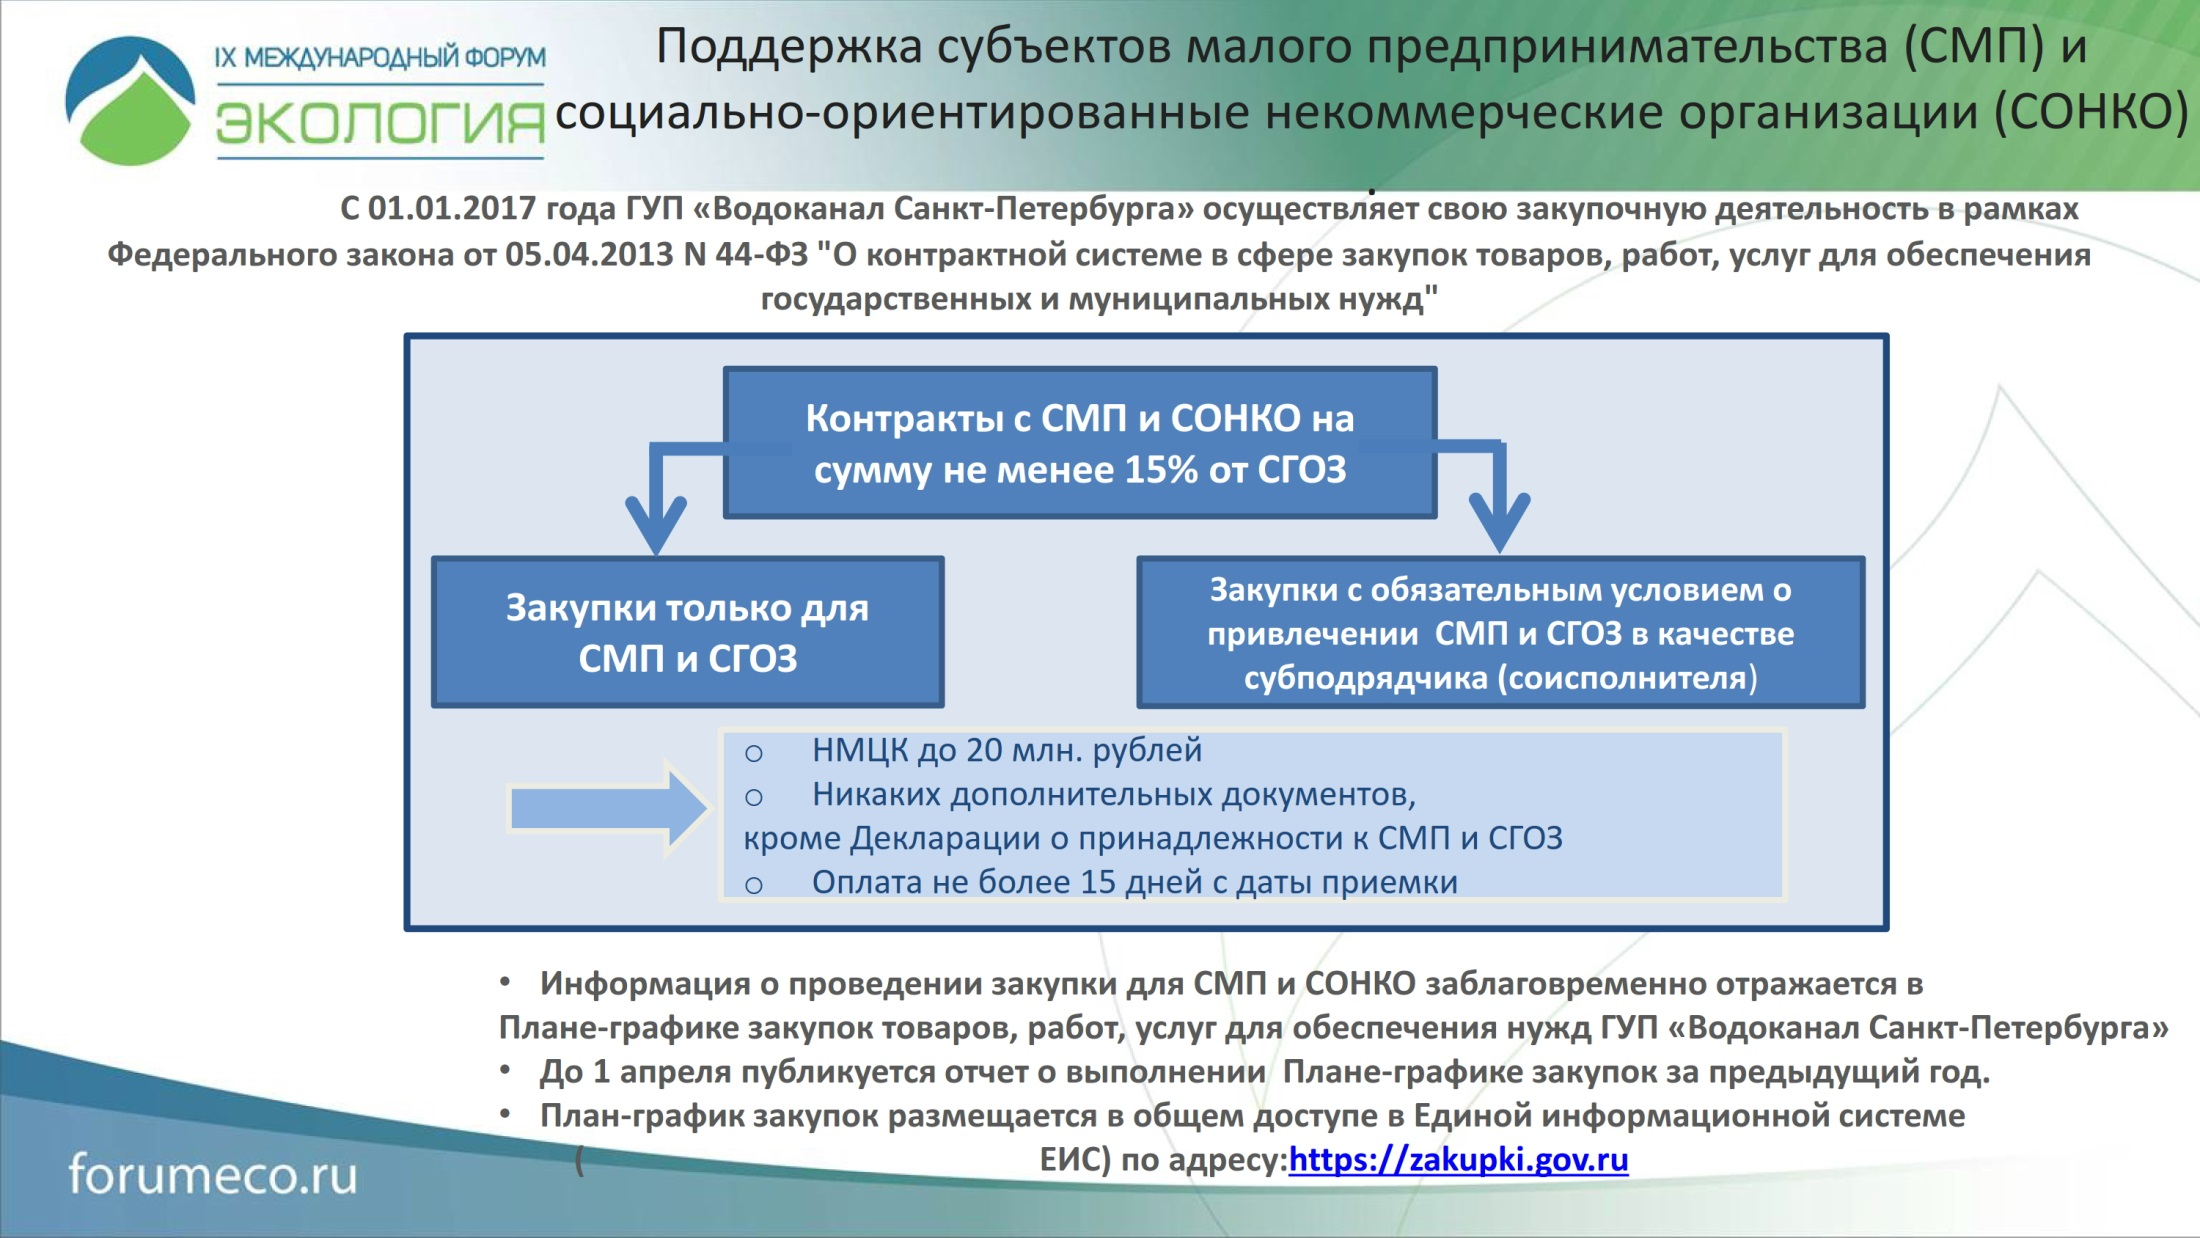 IX МЕЖДУНАРОДНЫЙ ФОРУМ
ЭКОЛОГИЯ
Поддержка субъектов малого предпринимательства (СМП) и
социально-ориентированные некоммерческие организации (СОНКО)
.
С 01.01.2017 года ГУП «Водоканал Санкт-Петербурга» осуществляет свою закупочную деятельность в рамках
Федерального закона от 05.04.2013 N 44-ФЗ "О контрактной системе в сфере закупок товаров, работ, услуг для обеспечения
государственных и муниципальных нужд"
Контракты с СМП и СОНКО на
сумму не менее 15% от СГОЗ
Закупки только для
СМП и СГОЗ
Закупки с обязательным условием о
привлечении СМП и СГОЗ в качестве
субподрядчика (соисполнителя)
o НМЦК до 20 млн. рублей
o Никаких дополнительных документов,
кроме Декларации о принадлежности к СМП и СГОЗ
o Оплата не более 15 дней с даты приемки
• Информация о проведении закупки для СМП и СОНКО заблаговременно отражается в
Плане-графике закупок товаров, работ, услуг для обеспечения нужд ГУП «Водоканал Санкт-Петербурга»
• До 1 апреля публикуется отчет о выполнении Плане-графике закупок за предыдущий год.
• План-график закупок размещается в общем доступе в Единой информационной системе
( ЕИС) по адресу:https://zakupki.gov.ru
forumeco.ru